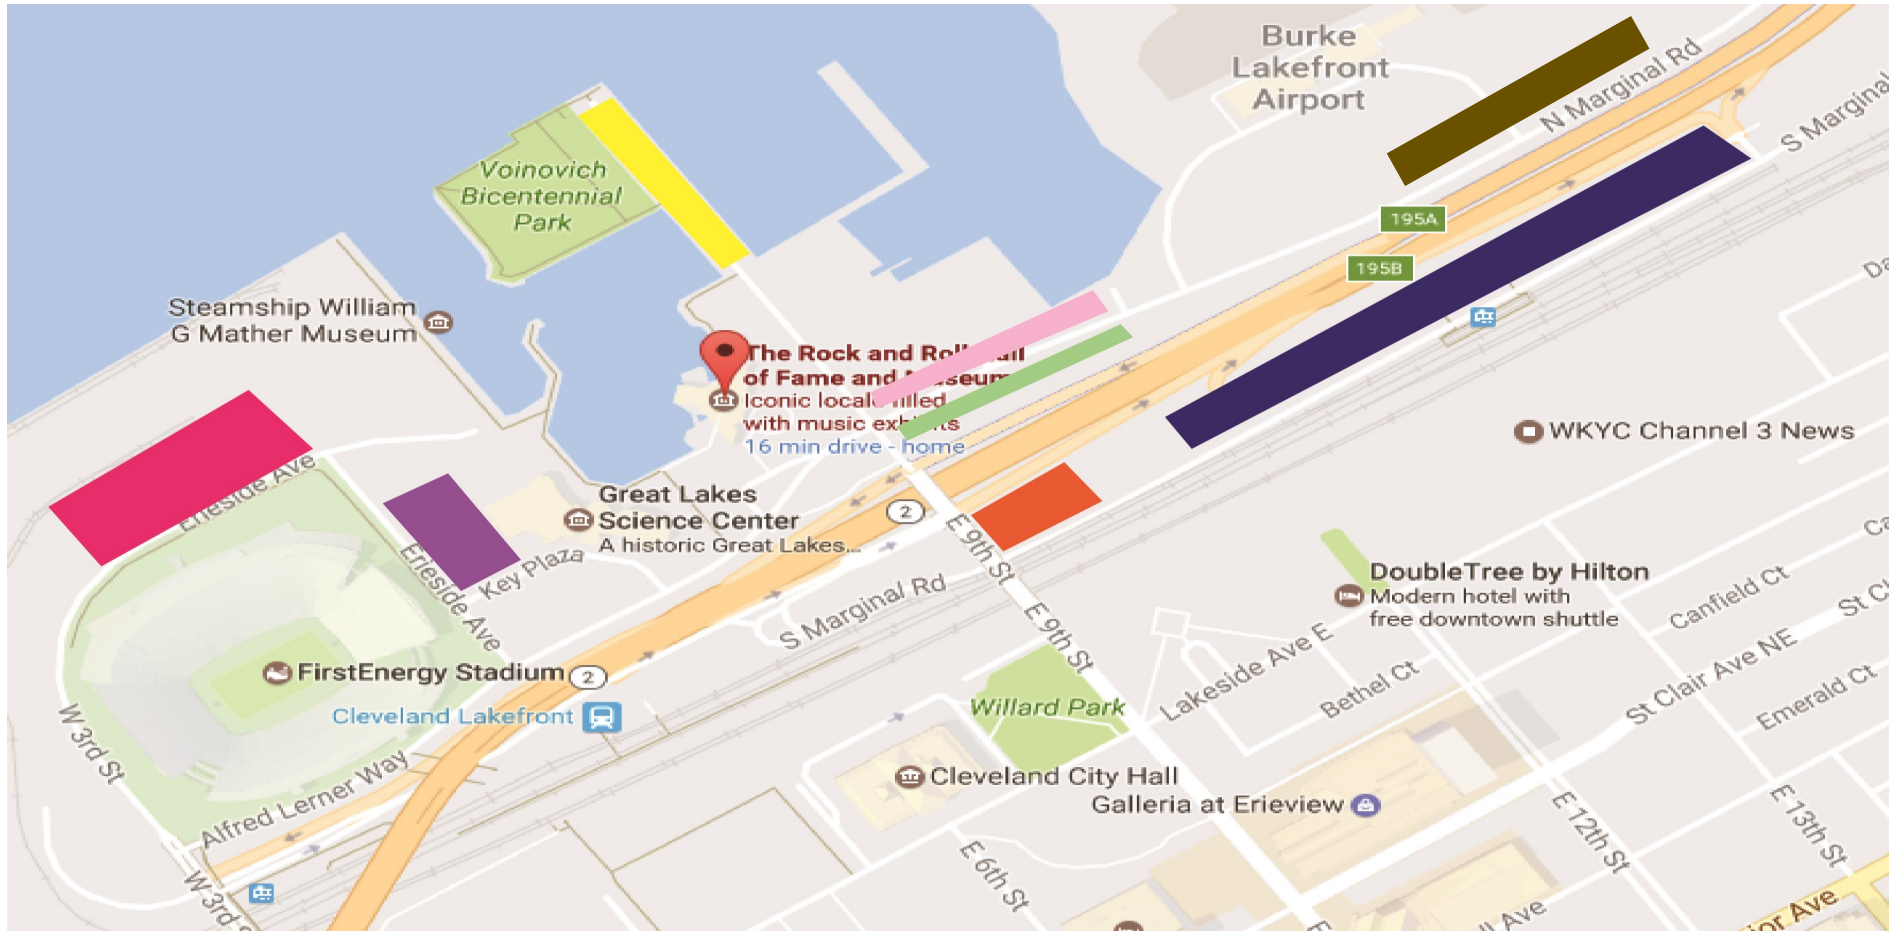 Burke
Lakefront
Airport
N Marginal Rd
S Marginal
Voinovich
Bicentennial
Park
195A
195B
Steamship William
G Mather Museum
The Rock and Roll
of Fame and
Iconic
with music
16 min drive - home
WKYC Channel 3 News
Erieside Ave
Great Lakes
Science Center
A historic Great Lakes...
2
E 9th St
Erieside Ave
Key Plaza
S Marginal Rd
E 9th St
DoubleTree by Hilton
Modern hotel with
free downtown shuttle
Canfield Ct
Lakeside Ave E
Bethel Ct
St Clair Ave NE
Emerald Ct
FirstEnergy Stadium
2
Cleveland Lakefront
Willard Park
W 3rd St
Alfred Lerner Way
Cleveland City Hall
Galleria at Erieview
E 12th St
E 13th St
E 6th St
W 3rd
Ave
Ave